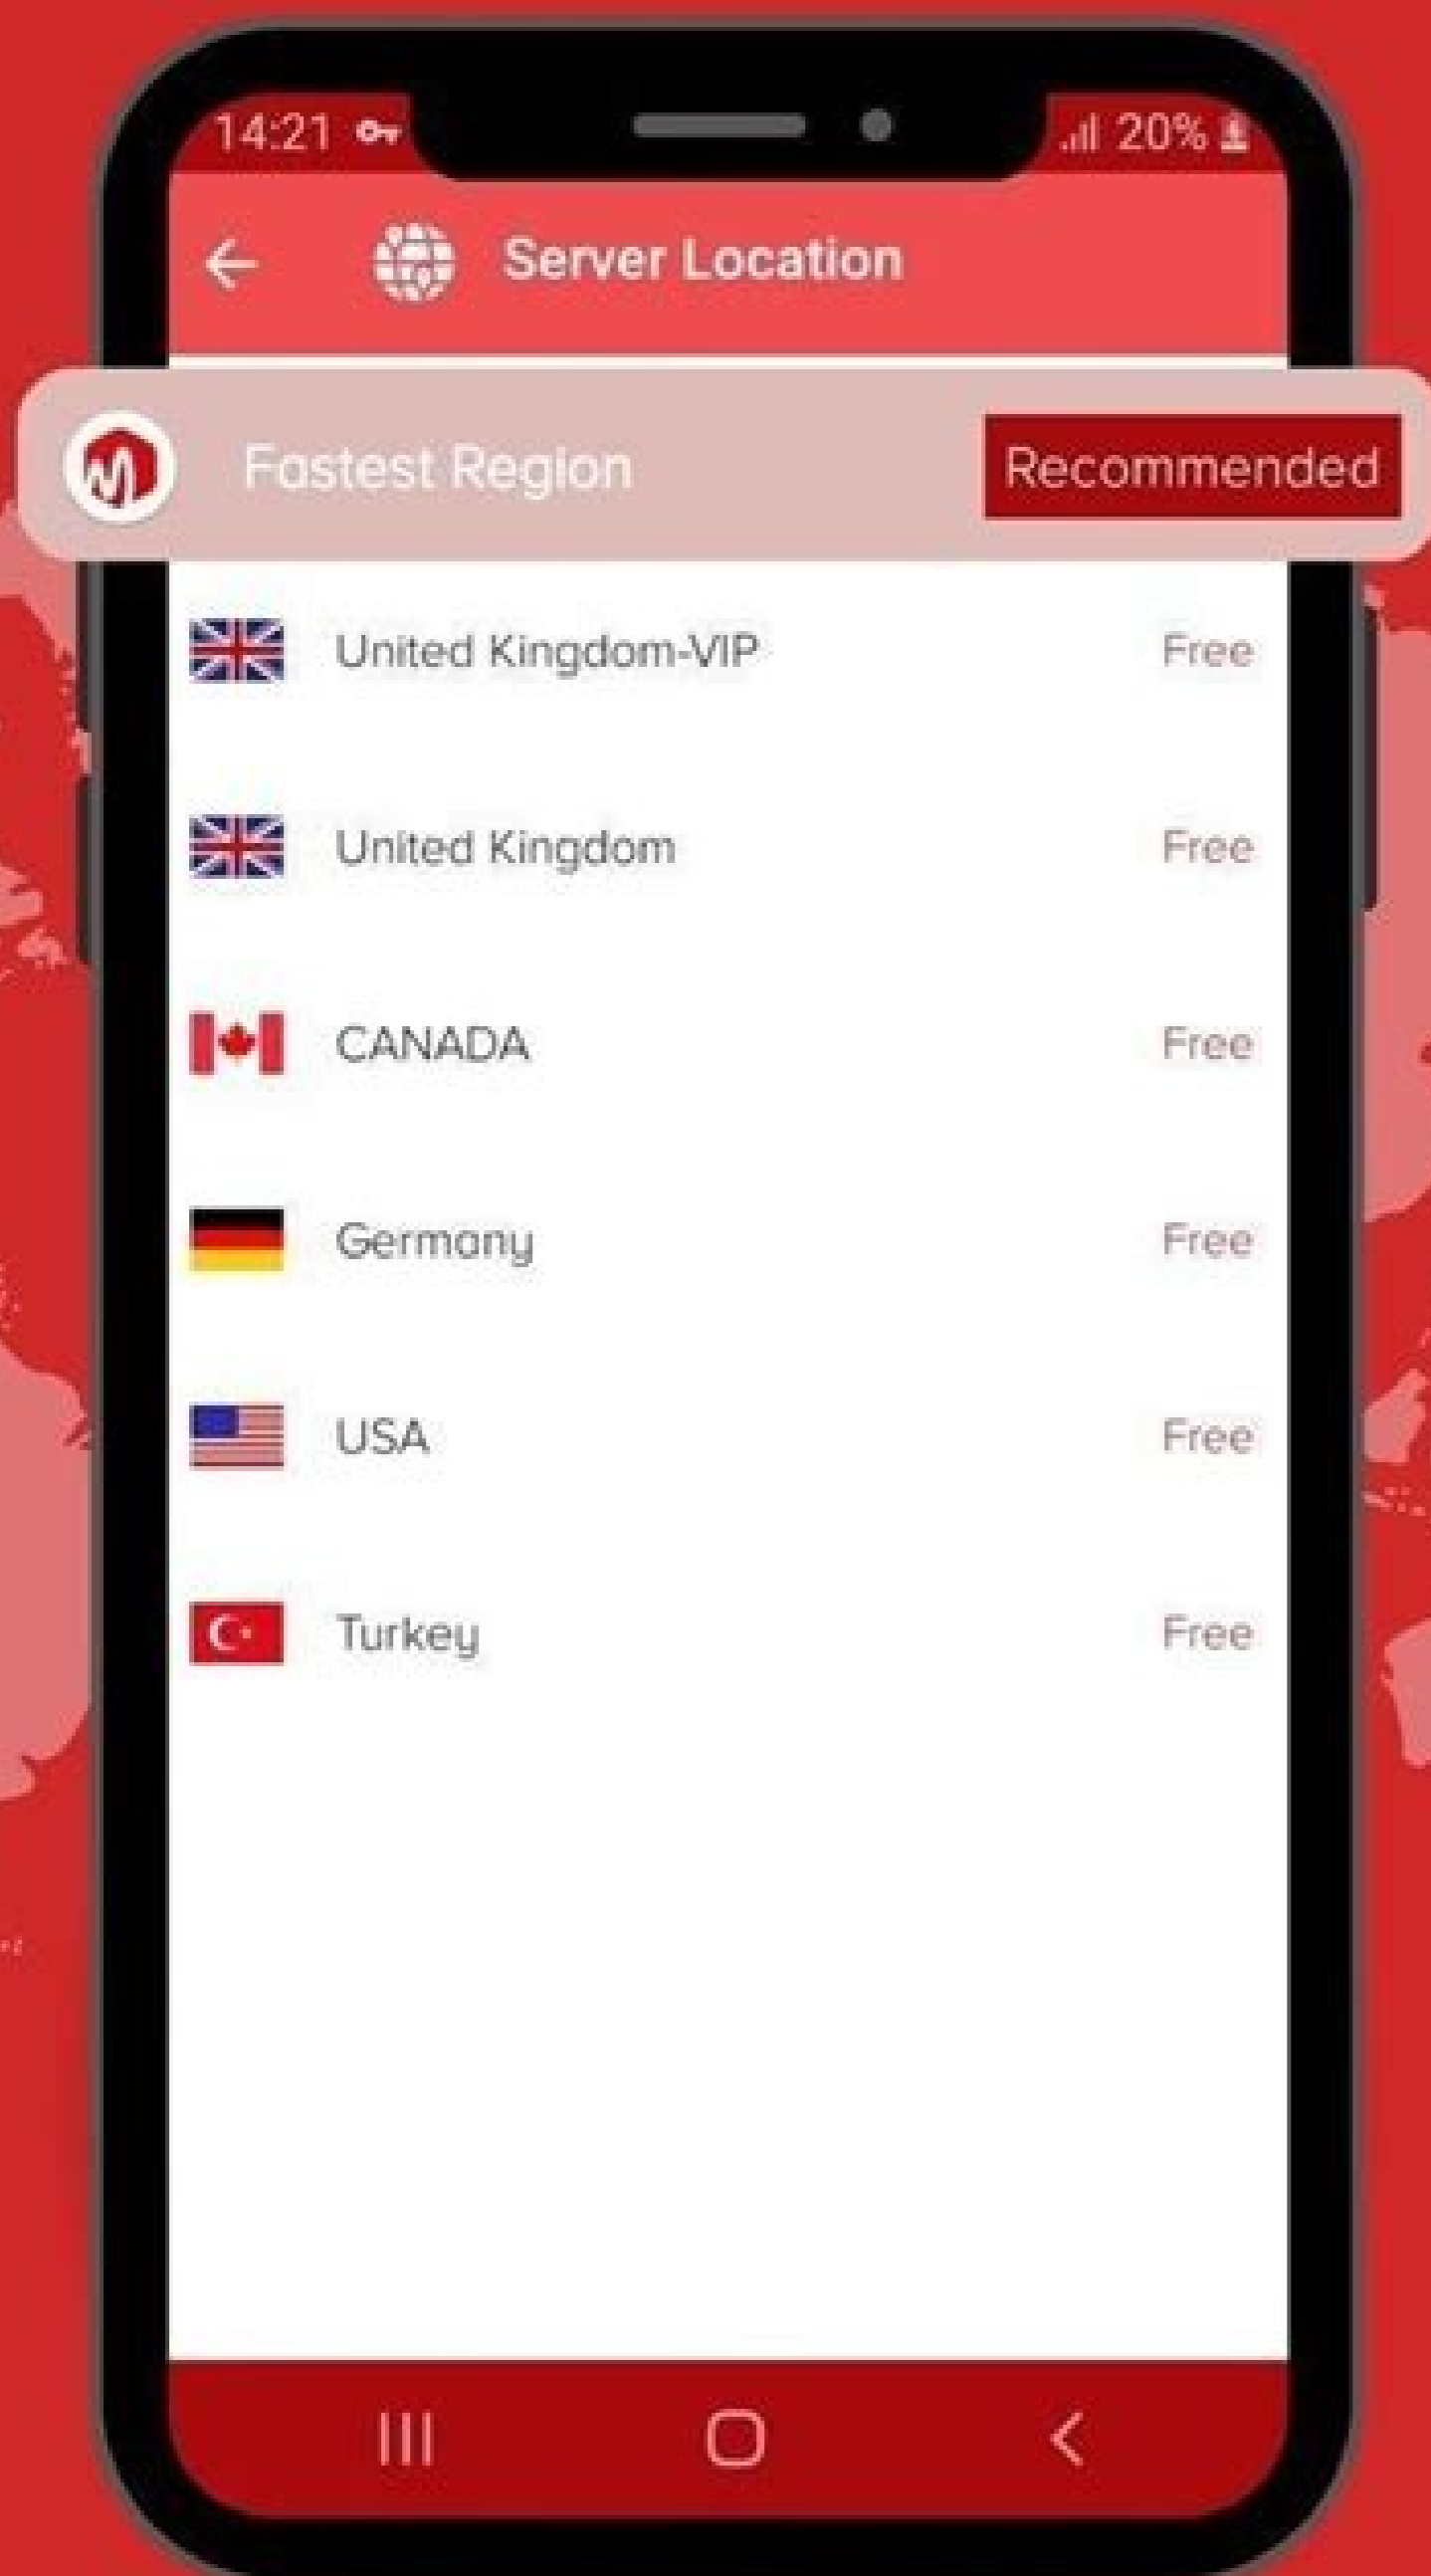 14:21 20%
Server Location
Fastest Region Recommended
United Kingdom-VIP Free
United Kingdom Free
CANADA Free
Germany Free
USA Free
Turkey Free